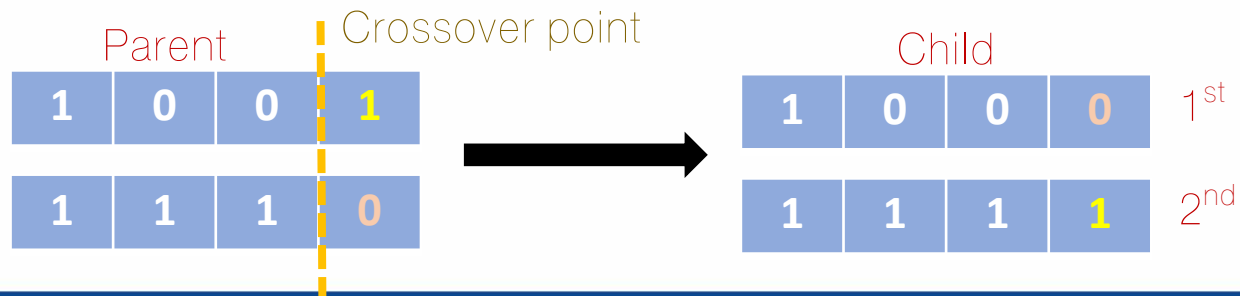 Crossover point
Parent
Child
1 0 0 1
1 0 0 0
1st
1 1 1 0
1 1 1 1
2nd